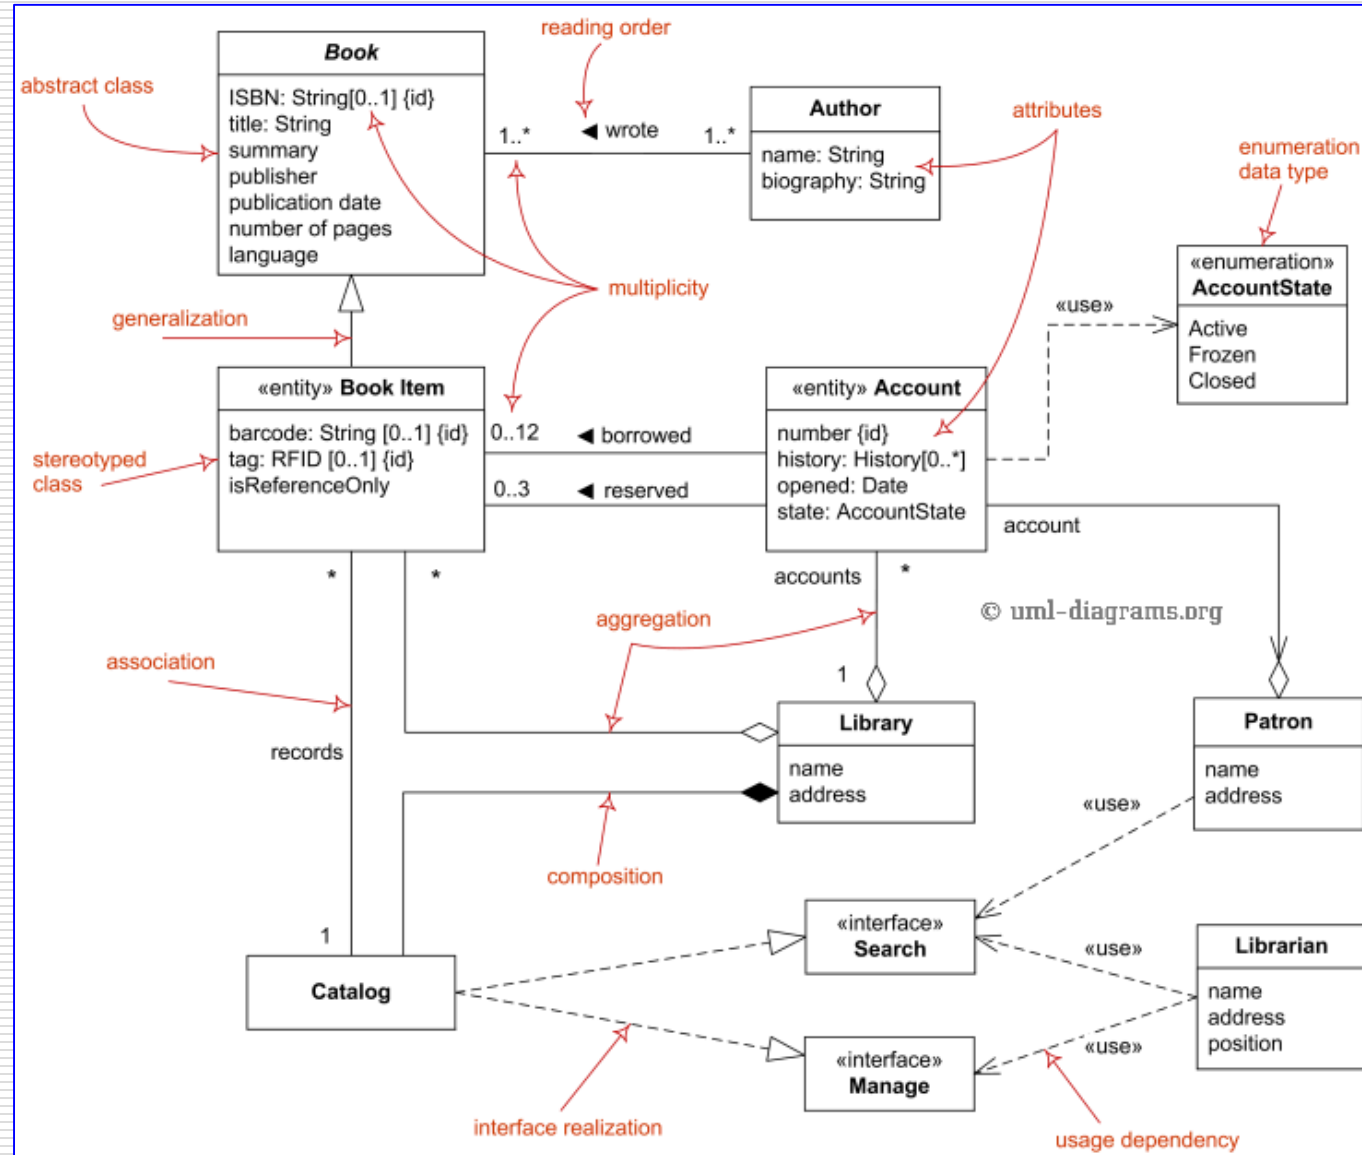 reading order
Book
abstract class
ISBN: String[0..1] {id}
title: String
summary
publisher
publication date
number of pages
language
1..*
◄ wrote
1..*
Author
name: String
biography: String
attributes
enumeration
data type
«enumeration»
AccountState
Active
Frozen
Closed
multiplicity
generalization
«use»
«entity» Book Item
barcode: String [0..1] {id}
tag: RFID [0..1] {id}
isReferenceOnly
stereotyped
class
0..12
◄ borrowed
0..3
◄ reserved
«entity» Account
number {id}
history: History[0..*]
opened: Date
state: AccountState
account
*
*
accounts
*
© uml-diagrams.org
aggregation
association
1
records
Library
name
address
Patron
name
address
composition
«use»
1
Catalog
«interface»
Search
«use»
Librarian
name
address
position
«interface»
Manage
«use»
interface realization
usage dependency